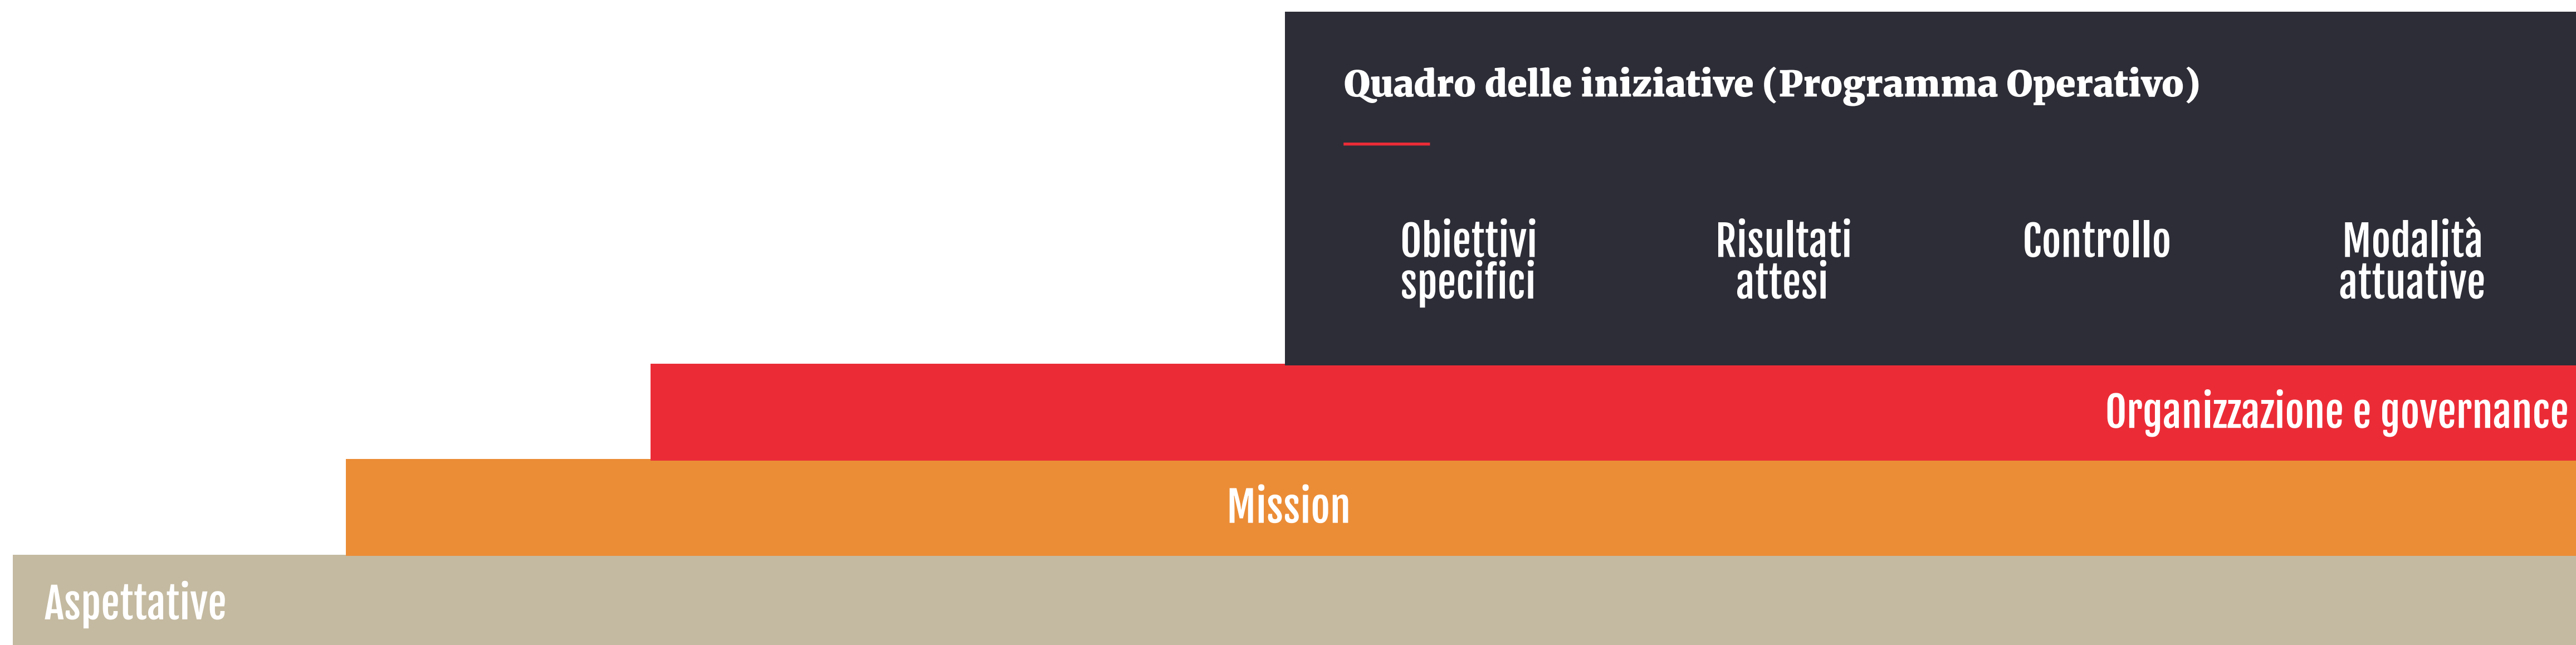 Quadro delle iniziative (Programma Operativo)
Obiettivi
specifici
Risultati
attesi
Controllo
Modalità
attuative
Organizzazione e governance
Mission
Aspettative